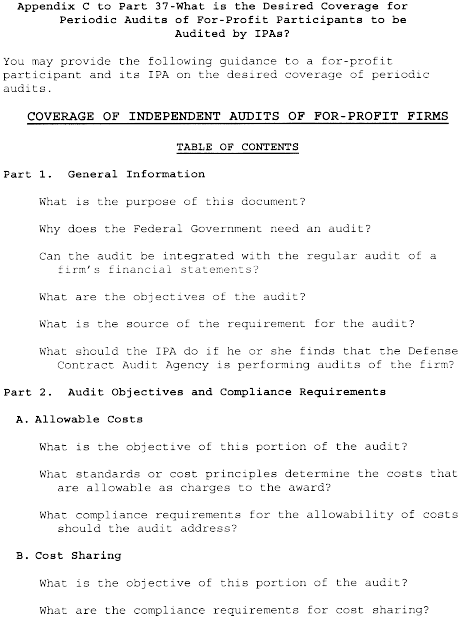 Appendix C to Part 37-What is the Desired Coverage for
Periodic Audits of For-Profit Participants to be
Audited by IPAs?
You may provide the following guidance to a for-profit
participant and its IPA on the desired coverage of periodic
audits.
COVERAGE OF INDEPENDENT AUDITS OF FOR-PROFIT FIRMS
TABLE OF CONTENTS
Part 1. General Information
What is the purpose of this document?
Why does the Federal Government need an audit?
Can the audit be integrated with the regular audit of a
firm's financial statements?
What are the objectives of the audit?
What is the source of the requirement for the audit?
What should the IPA do if he or she finds that the Defense
Contract Audit Agency is performing audits of the firm?
Part 2. Audit Objectives and Compliance Requirements
A. Allowable Costs
What is the objective of this portion of the audit?
What standards or cost principles determine the costs that
are allowable as charges to the award?
What compliance requirements for the allowability of costs
should the audit address?
B. Cost Sharing
What is the objective of this portion of the audit?
What are the compliance requirements for cost sharing?